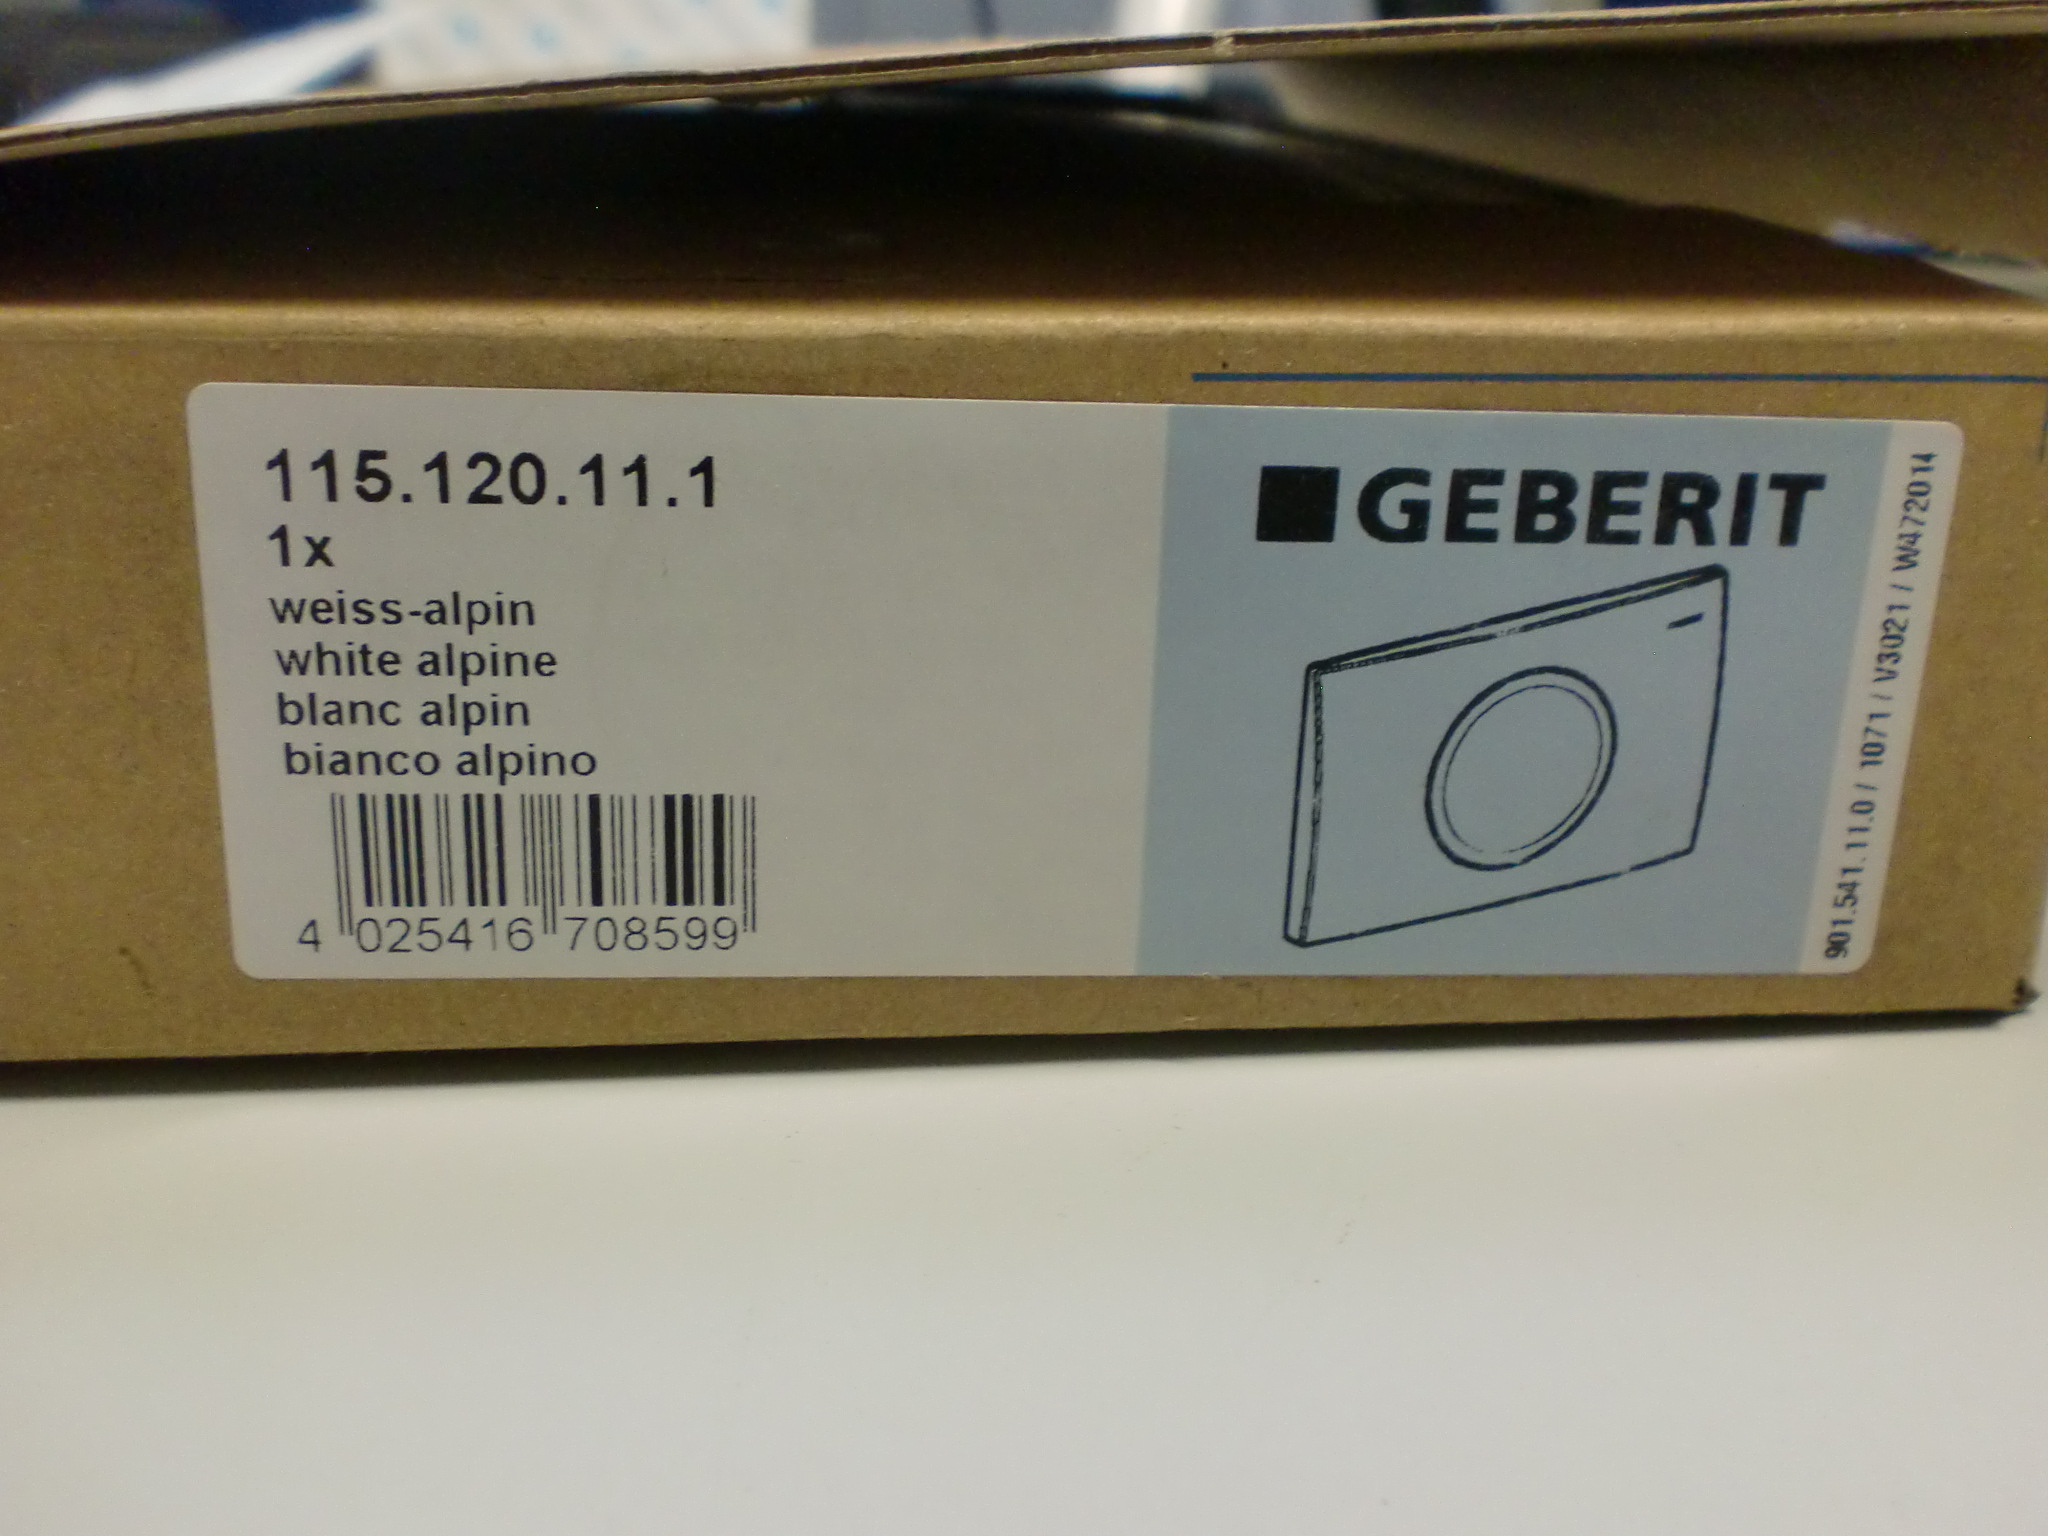 115.120.11.1
1x
weiss-alpin
white alpine
blanc alpin
bianco alpino
4 025416 708599
GEBERIT
901.541.11.0 / 1071 / V3021 / W472014